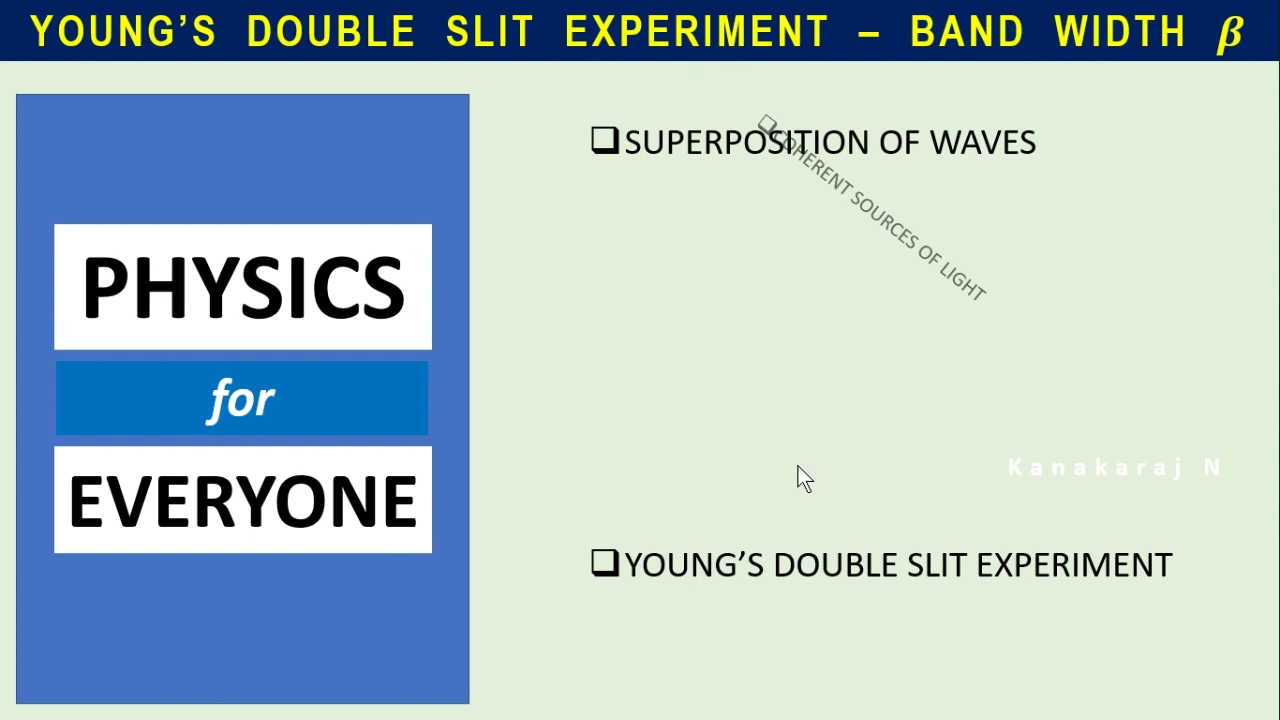 YOUNG’S DOUBLE SLIT EXPERIMENT – BAND WIDTH β
PHYSICS
for
EVERYONE
❑SUPERPOSITION OF WAVES
❑COHERENT SOURCES OF LIGHT
Kanakaraj N
❑YOUNG’S DOUBLE SLIT EXPERIMENT